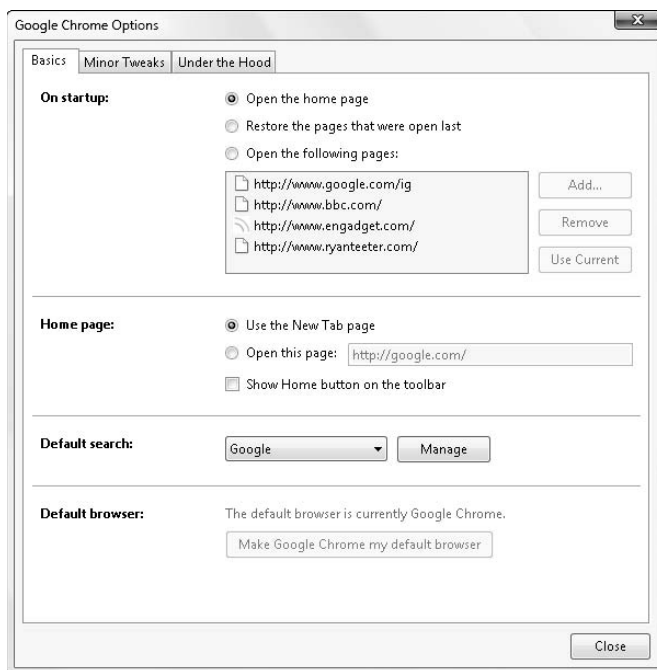 Google Chrome Options
Basics
Minor Tweaks
Under the Hood
On startup:
Open the home page
Restore the pages that were open last
Open the following pages:
http://www.google.com/ig
http://www.bbc.com/
http://www.engadget.com/
http://www.ryanteeter.com/
Add...
Remove
Use Current
Home page:
Use the New Tab page
Open this page:
http://google.com/
Show Home button on the toolbar
Default search:
Google
Manage
Default browser:
The default browser is currently Google Chrome.
Make Google Chrome my default browser
Close